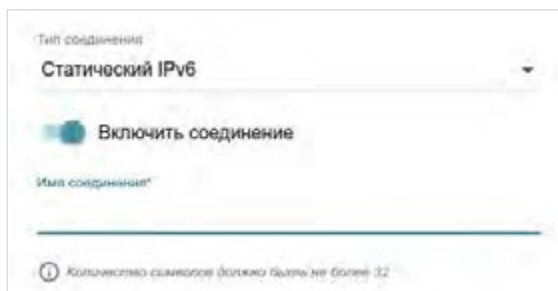 Тип соединения
Статический IPv6
Включить соединение
Имя соединения*
Количество символов должно быть не более 32